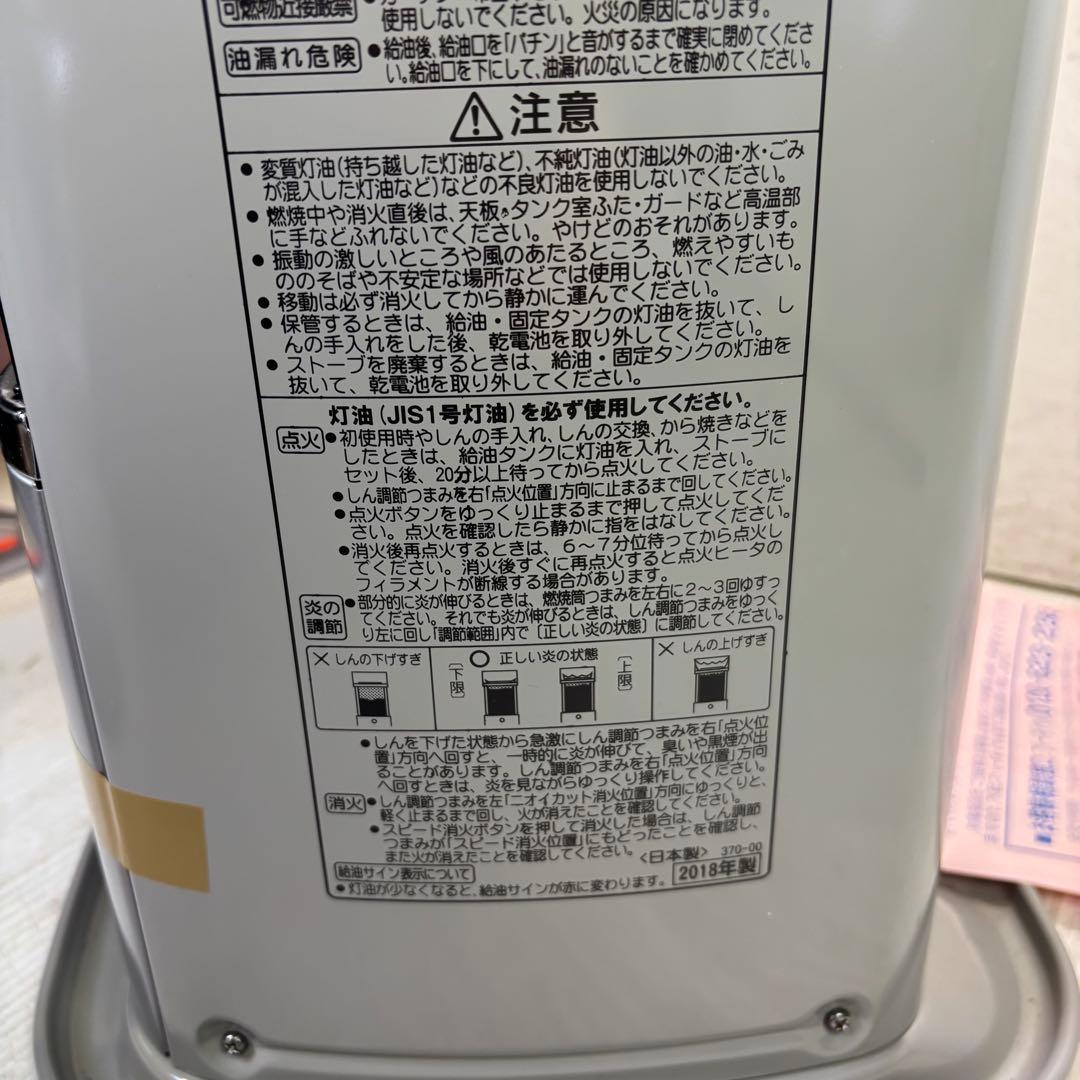 可燃物近接厳禁
使用しないでください。火災の原因になります。
油漏れ危険
●給油後、給油口を「パチン」と音がするまで確実に閉めてくださ
い。給油口を下にして、油漏れのないことを確かめてください。
⚠注意
●変質灯油(持ち越した灯油など)、不純灯油(灯油以外の油・水・ごみ
が混入した灯油など)などの不良灯油を使用しないでください。
●燃焼中や消火直後は、天板・タンク室ふた・ガードなど高温部
に手などふれないでください。やけどのおそれがあります。
●振動の激しいところや風のあたるところ、燃えやすいも
ののそばや不安定な場所などでは使用しないでください。
●移動は必ず消火してから静かに運んでください。
●保管するときは、給油・固定タンクの灯油を抜いて、し
んの手入れをした後、乾電池を取り外してください。
●ストーブを廃棄するときは、給油・固定タンクの灯油を
抜いて、乾電池を取り外してください。
灯油(JIS1号灯油)を必ず使用してください。
点火
●初使用時やしんの手入れ、しんの交換、から焼きなどを
したときは、給油タンクに灯油を入れ、ストーブに
セット後、20分以上待ってから点火してください。
●しん調節つまみを右「点火位置」方向に止まるまで回してください。
●点火ボタンをゆっくり止まるまで押して点火してくだ
さい。点火を確認したら静かに指をはなしてください。
●消火後再点火するときは、6〜7分位待ってから点火し
てください。消火後すぐに再点火すると点火ヒータの
フィラメントが断線する場合があります。
炎の
調節
●部分的に炎が伸びるときは、燃焼筒つまみを左右に2〜3回ゆすっ
てください。それでも炎が伸びるときは、しん調節つまみをゆっく
り左に回し「調節範囲」内で〔正しい炎の状態〕に調節してください。
×しんの下げすぎ
〔下限〕
○ 正しい炎の状態
〔上限〕
×しんの上げすぎ
●しんを下げた状態から急激にしん調節つまみを右「点火位
置」方向へ回すと、一時的に炎が伸びて、臭いや黒煙が出
ることがあります。しん調節つまみを右「点火位置」方向
へ回すときは、炎を見ながらゆっくり操作してください。
消火
●しん調節つまみを左「ニオイカット消火位置」方向にゆっくりと、
軽く止まるまで回し、火が消えたことを確認してください。
●スピード消火ボタンを押して消火した場合は、しん調節
つまみが「スピード消火位置」にもどったことを確認し、
また火が消えたことを確認してください。
〈日本製〉 370-00
給油サイン表示について
2018年製
●灯油が少なくなると、給油サインが赤に変わります。